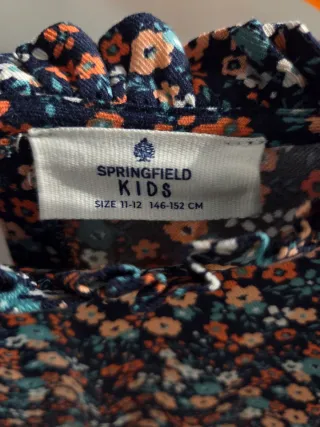 SPRINGFIELD
KIDS
SIZE 11-12 146-152 CM